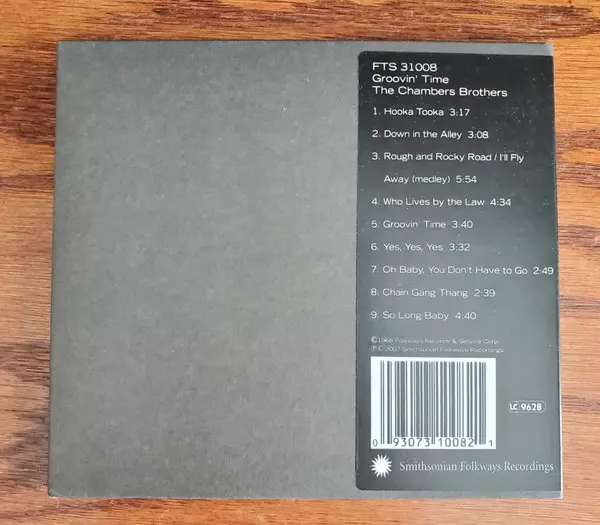 FTS 31008
Groovin' Time
The Chambers Brothers
1. Hooka Tooka 3:17
2. Down in the Alley 3:08
3. Rough and Rocky Road / I'll Fly
Away (medley) 5:54
4. Who Lives by the Law 4:34
5. Groovin' Time 3:40
6. Yes, Yes, Yes 3:32
7. Oh Baby, You Don't Have to Go 2:49
8. Chain Gang Thang 2:39
9. So Long Baby 4:40
©1968 Folkways Records & Service Corp.
℗ © 2007 Smithsonian Folkways Recordings
LC 9628
0 93073 10082 1
Smithsonian Folkways Recordings